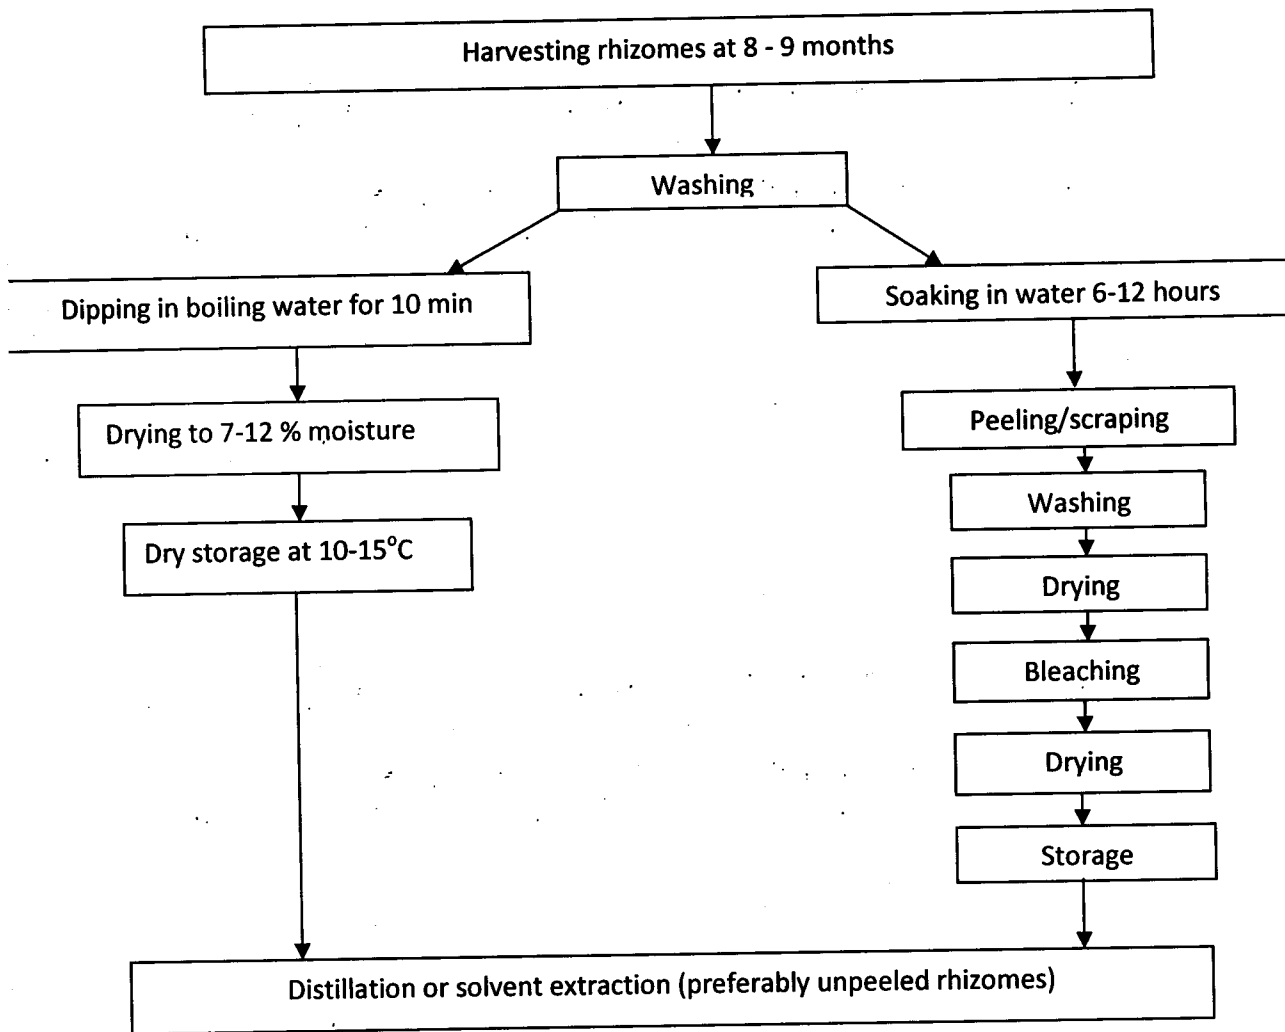 Harvesting rhizomes at 8 - 9 months
Washing
Dipping in boiling water for 10 min
Drying to 7-12 % moisture
Dry storage at 10-15°C
Soaking in water 6-12 hours
Peeling/scraping
Washing
Drying
Bleaching
Drying
Storage
Distillation or solvent extraction (preferably unpeeled rhizomes)